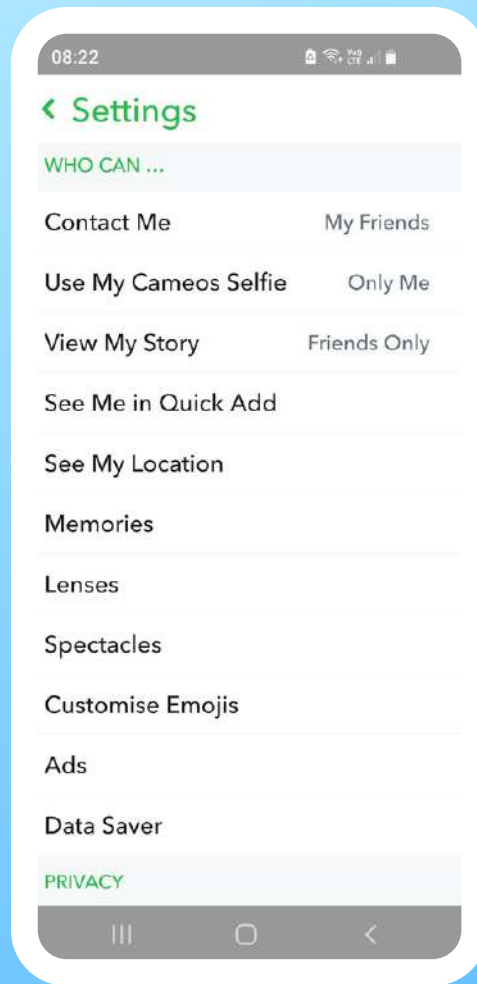 08:22
Settings
WHO CAN ...
Contact Me My Friends
Use My Cameos Selfie Only Me
View My Story Friends Only
See Me in Quick Add
See My Location
Memories
Lenses
Spectacles
Customise Emojis
Ads
Data Saver
PRIVACY